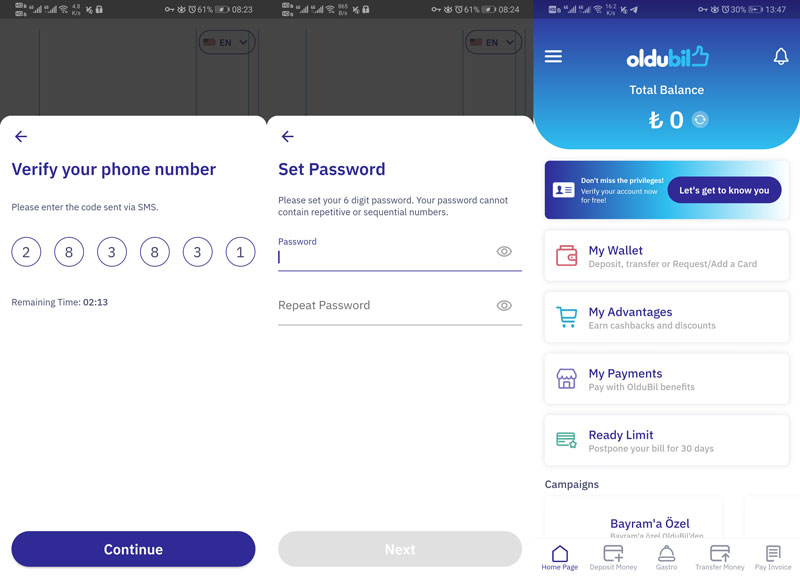 4.8
K/s
61%
08:23
EN
Verify your phone number
Please enter the code sent via SMS.
2 8 3 8 3 1
Remaining Time: 02:13
Continue
865
B/s
61%
08:24
EN
Set Password
Please set your 6 digit password. Your password cannot
contain repetitive or sequential numbers.
Password
Repeat Password
Next
16.2
K/s
30%
13:47
oldubil
Total Balance
₺ 0
Don't miss the privileges!
Verify your account now
for free!
Let's get to know you
My Wallet
Deposit, transfer or Request/Add a Card
My Advantages
Earn cashbacks and discounts
My Payments
Pay with OlduBil benefits
Ready Limit
Postpone your bill for 30 days
Campaigns
Bayram'a Özel
Bayram'a özel OlduBil'den
Home Page
Deposit Money
Gastro
Transfer Money
Pay Invoice